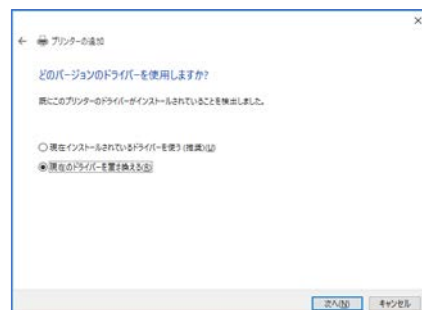 プリンターの追加
どのバージョンのドライバーを使用しますか?
既にこのプリンターのドライバーがインストールされていることを検出しました。
現在インストールされているドライバーを使う (推奨)(U)
現在のドライバーを置き換える(R)
次へ(N) キャンセル